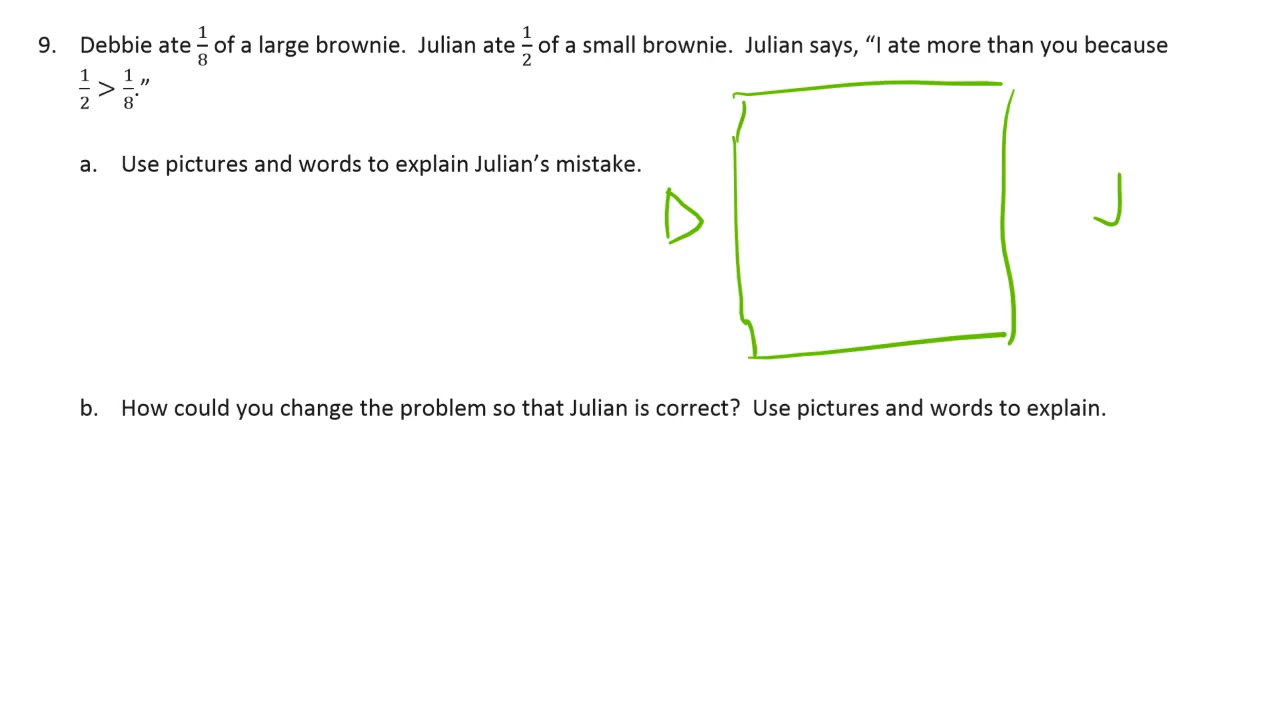 9. Debbie ate 1/8 of a large brownie. Julian ate 1/2 of a small brownie. Julian says, “I ate more than you because
1/2 > 1/8.”
a. Use pictures and words to explain Julian’s mistake.
D
J
b. How could you change the problem so that Julian is correct? Use pictures and words to explain.